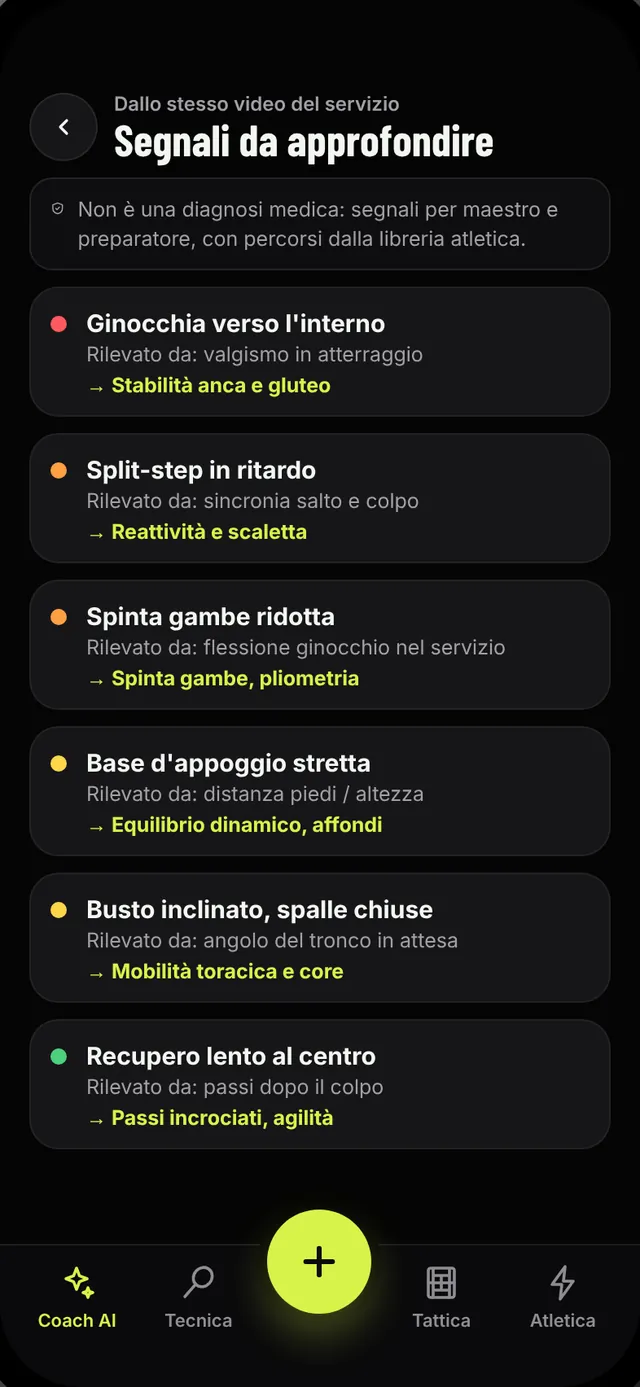 Dallo stesso video del servizio
Segnali da approfondire
Non è una diagnosi medica: segnali per maestro e
preparatore, con percorsi dalla libreria atletica.
Ginocchia verso l'interno
Rilevato da: valgismo in atterraggio
→ Stabilità anca e gluteo
Split-step in ritardo
Rilevato da: sincronia salto e colpo
→ Reattività e scaletta
Spinta gambe ridotta
Rilevato da: flessione ginocchio nel servizio
→ Spinta gambe, pliometria
Base d'appoggio stretta
Rilevato da: distanza piedi / altezza
→ Equilibrio dinamico, affondi
Busto inclinato, spalle chiuse
Rilevato da: angolo del tronco in attesa
→ Mobilità toracica e core
Recupero lento al centro
Rilevato da: passi dopo il colpo
→ Passi incrociati, agilità
Coach AI
Tecnica
Tattica
Atletica